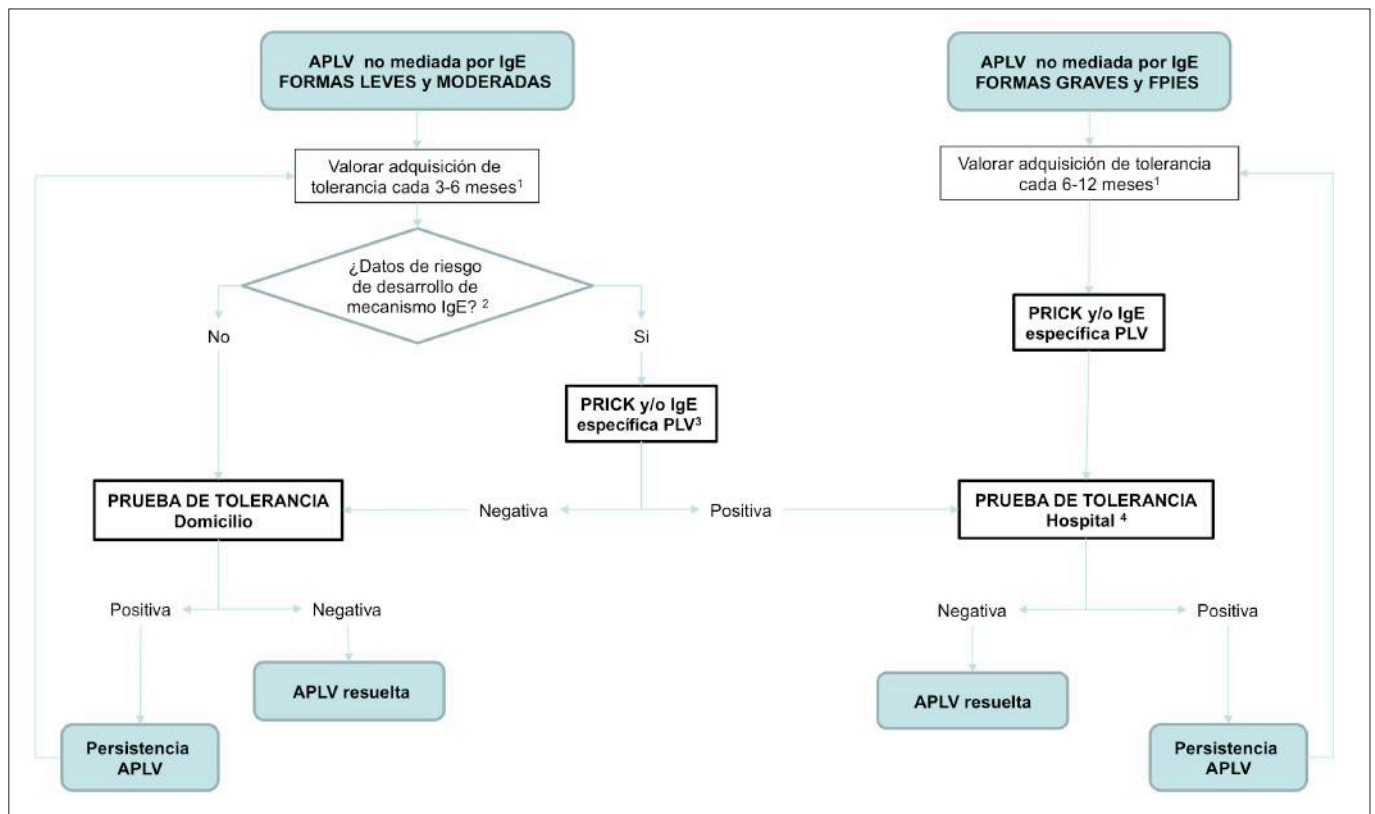 APLV no mediada por IgE
FORMAS LEVES y MODERADAS
Valorar adquisición de
tolerancia cada 3-6 meses¹
¿Datos de riesgo
de desarrollo de
mecanismo IgE? ²
No
Si
PRICK y/o IgE
específica PLV³
PRUEBA DE TOLERANCIA
Domicilio
Negativa
Positiva
Positiva
Negativa
APLV resuelta
Persistencia
APLV
APLV no mediada por IgE
FORMAS GRAVES y FPIES
Valorar adquisición de tolerancia
cada 6-12 meses¹
PRICK y/o IgE
específica PLV
PRUEBA DE TOLERANCIA
Hospital ⁴
Negativa
Positiva
APLV resuelta
Persistencia
APLV